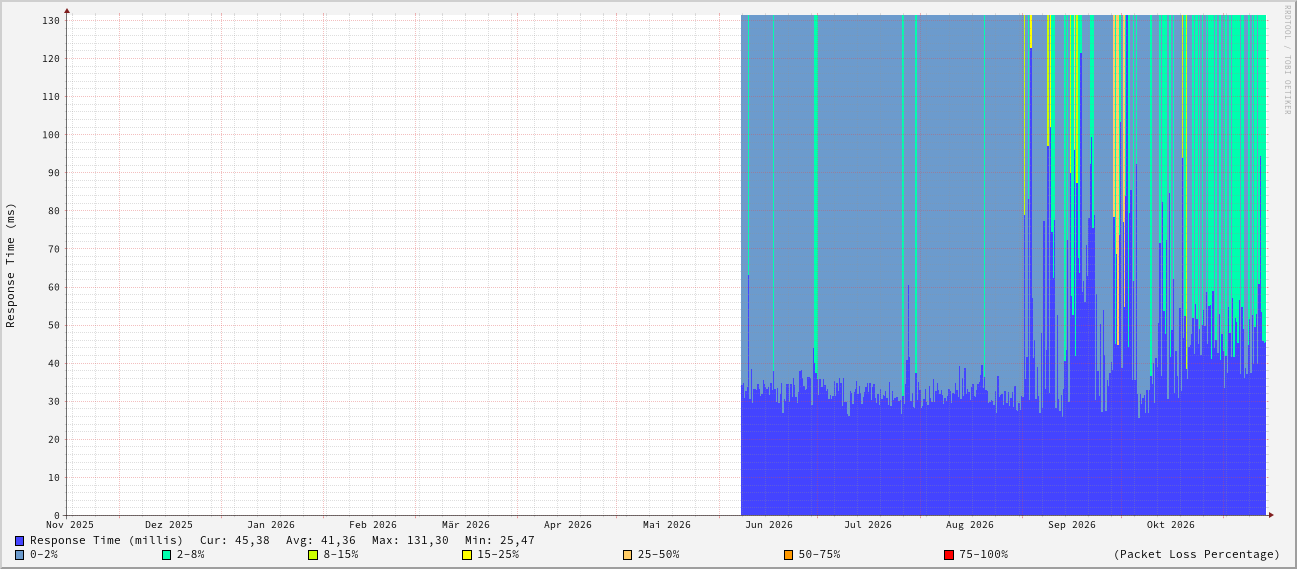 RRDTOOL / TOBI OETIKER
Response Time (ms)
130
120
110
100
90
80
70
60
50
40
30
20
10
0
Nov 2025 Dez 2025 Jan 2026 Feb 2026 Mär 2026 Apr 2026 Mai 2026 Jun 2026 Jul 2026 Aug 2026 Sep 2026 Okt 2026
Response Time (millis) Cur: 45,38 Avg: 41,36 Max: 131,30 Min: 25,47
0-2% 2-8% 8-15% 15-25% 25-50% 50-75% 75-100% (Packet Loss Percentage)